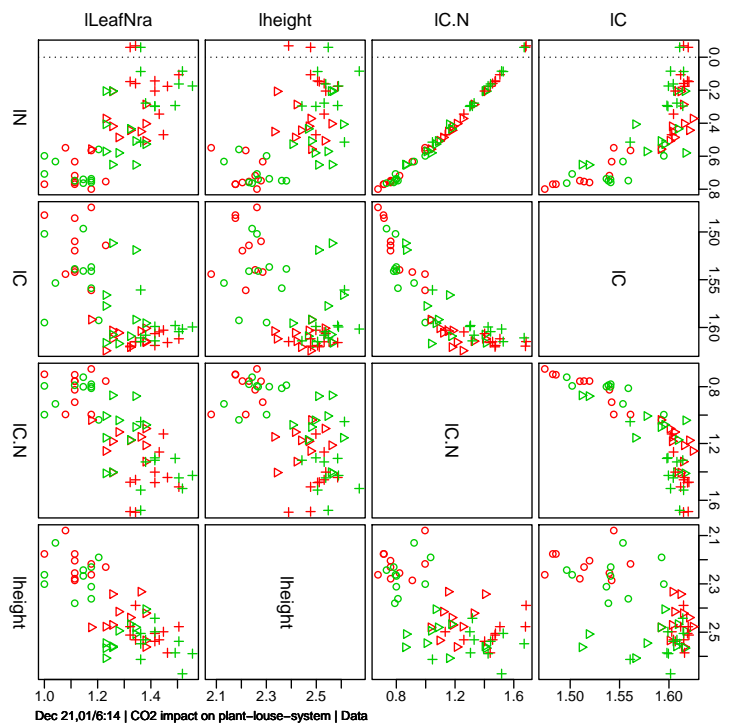 lLeafNra lheight lC.N lC
lN
0.0
0.2
0.4
0.6
0.8
lC
lC
1.50
1.55
1.60
lC.N
lC.N
0.8
1.2
1.6
lheight
lheight
2.1
2.3
2.5
1.0 1.2 1.4 2.1 2.3 2.5 0.8 1.2 1.6 1.50 1.55 1.60
Dec 21,01/6:14 | CO2 impact on plant−louse−system | Data